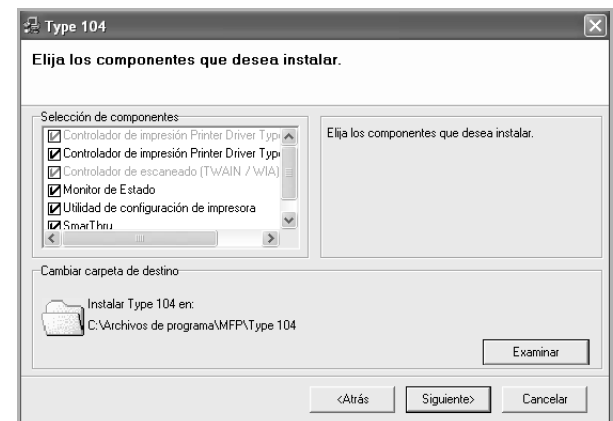 Type 104
Elija los componentes que desea instalar.
Selección de componentes
Controlador de impresión Printer Driver
Controlador de impresión Printer Driver
Controlador de escaneado (TWAIN / WIA)
Monitor de Estado
Utilidad de configuración de impresora
SmarThru
Elija los componentes que desea instalar.
Cambiar carpeta de destino
Instalar Type 104 en:
C:\Archivos de programa\MFP\Type 104
Examinar
<Atrás
Siguiente>
Cancelar